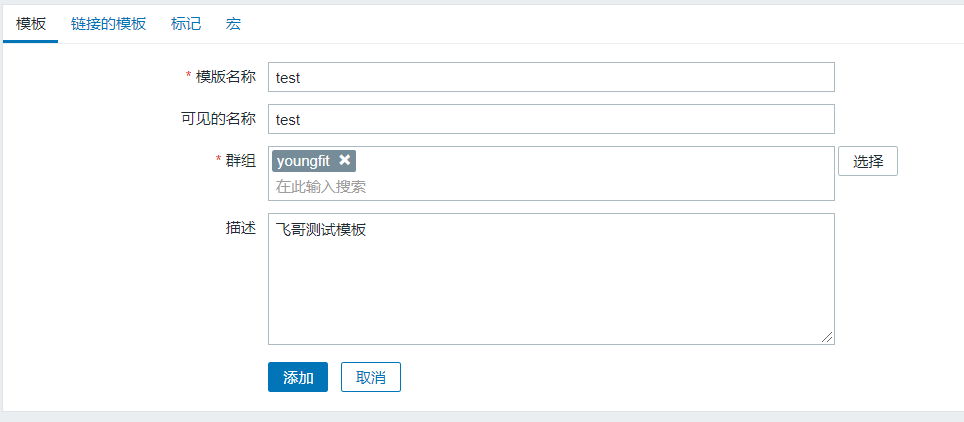 模板 链接的模板 标记 宏
* 模版名称 test
可见的名称 test
* 群组 youngfit ✖ 选择
在此输入搜索
描述 飞哥测试模板
添加 取消